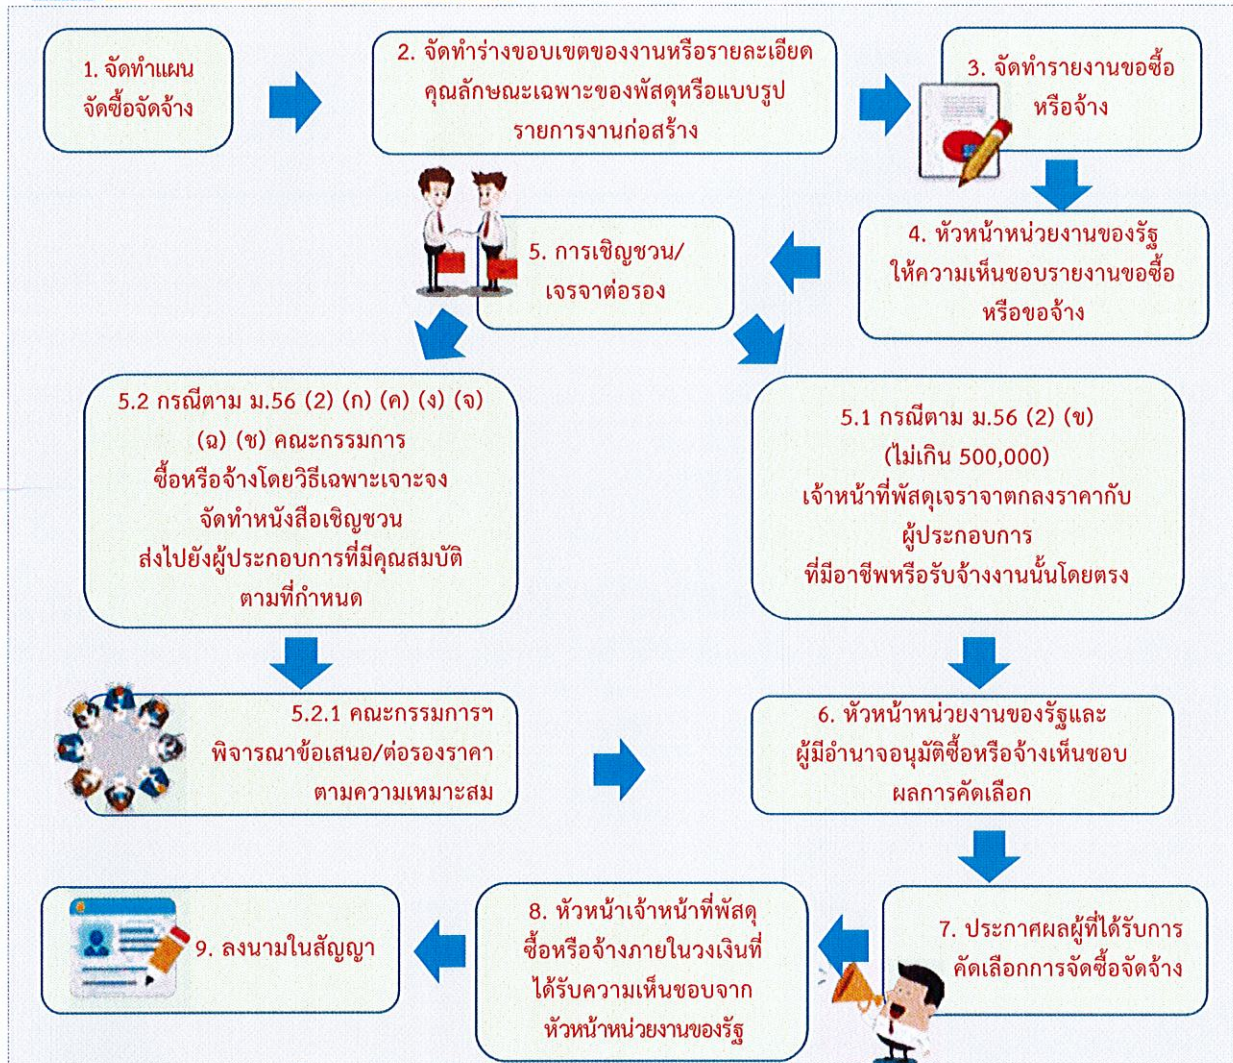 1. จัดทำแผน
จัดซื้อจัดจ้าง
2. จัดทำร่างขอบเขตของงานหรือรายละเอียด
คุณลักษณะเฉพาะของพัสดุหรือแบบรูป
รายการงานก่อสร้าง
3. จัดทำรายงานขอซื้อ
หรือจ้าง
4. หัวหน้าหน่วยงานของรัฐ
ให้ความเห็นชอบรายงานขอซื้อ
หรือขอจ้าง
5. การเชิญชวน/
เจรจาต่อรอง
5.2 กรณีตาม ม.56 (2) (ก) (ค) (ง) (จ)
(ฉ) (ช) คณะกรรมการ
ซื้อหรือจ้างโดยวิธีเฉพาะเจาะจง
จัดทำหนังสือเชิญชวน
ส่งไปยังผู้ประกอบการที่มีคุณสมบัติ
ตามที่กำหนด
5.1 กรณีตาม ม.56 (2) (ข)
(ไม่เกิน 500,000)
เจ้าหน้าที่พัสดุเจราจาตกลงราคากับ
ผู้ประกอบการ
ที่มีอาชีพหรือรับจ้างงานนั้นโดยตรง
5.2.1 คณะกรรมการฯ
พิจารณาข้อเสนอ/ต่อรองราคา
ตามความเหมาะสม
6. หัวหน้าหน่วยงานของรัฐและ
ผู้มีอำนาจอนุมัติซื้อหรือจ้างเห็นชอบ
ผลการคัดเลือก
7. ประกาศผลผู้ที่ได้รับการ
คัดเลือกการจัดซื้อจัดจ้าง
8. หัวหน้าเจ้าหน้าที่พัสดุ
ซื้อหรือจ้างภายในวงเงินที่
ได้รับความเห็นชอบจาก
หัวหน้าหน่วยงานของรัฐ
9. ลงนามในสัญญา